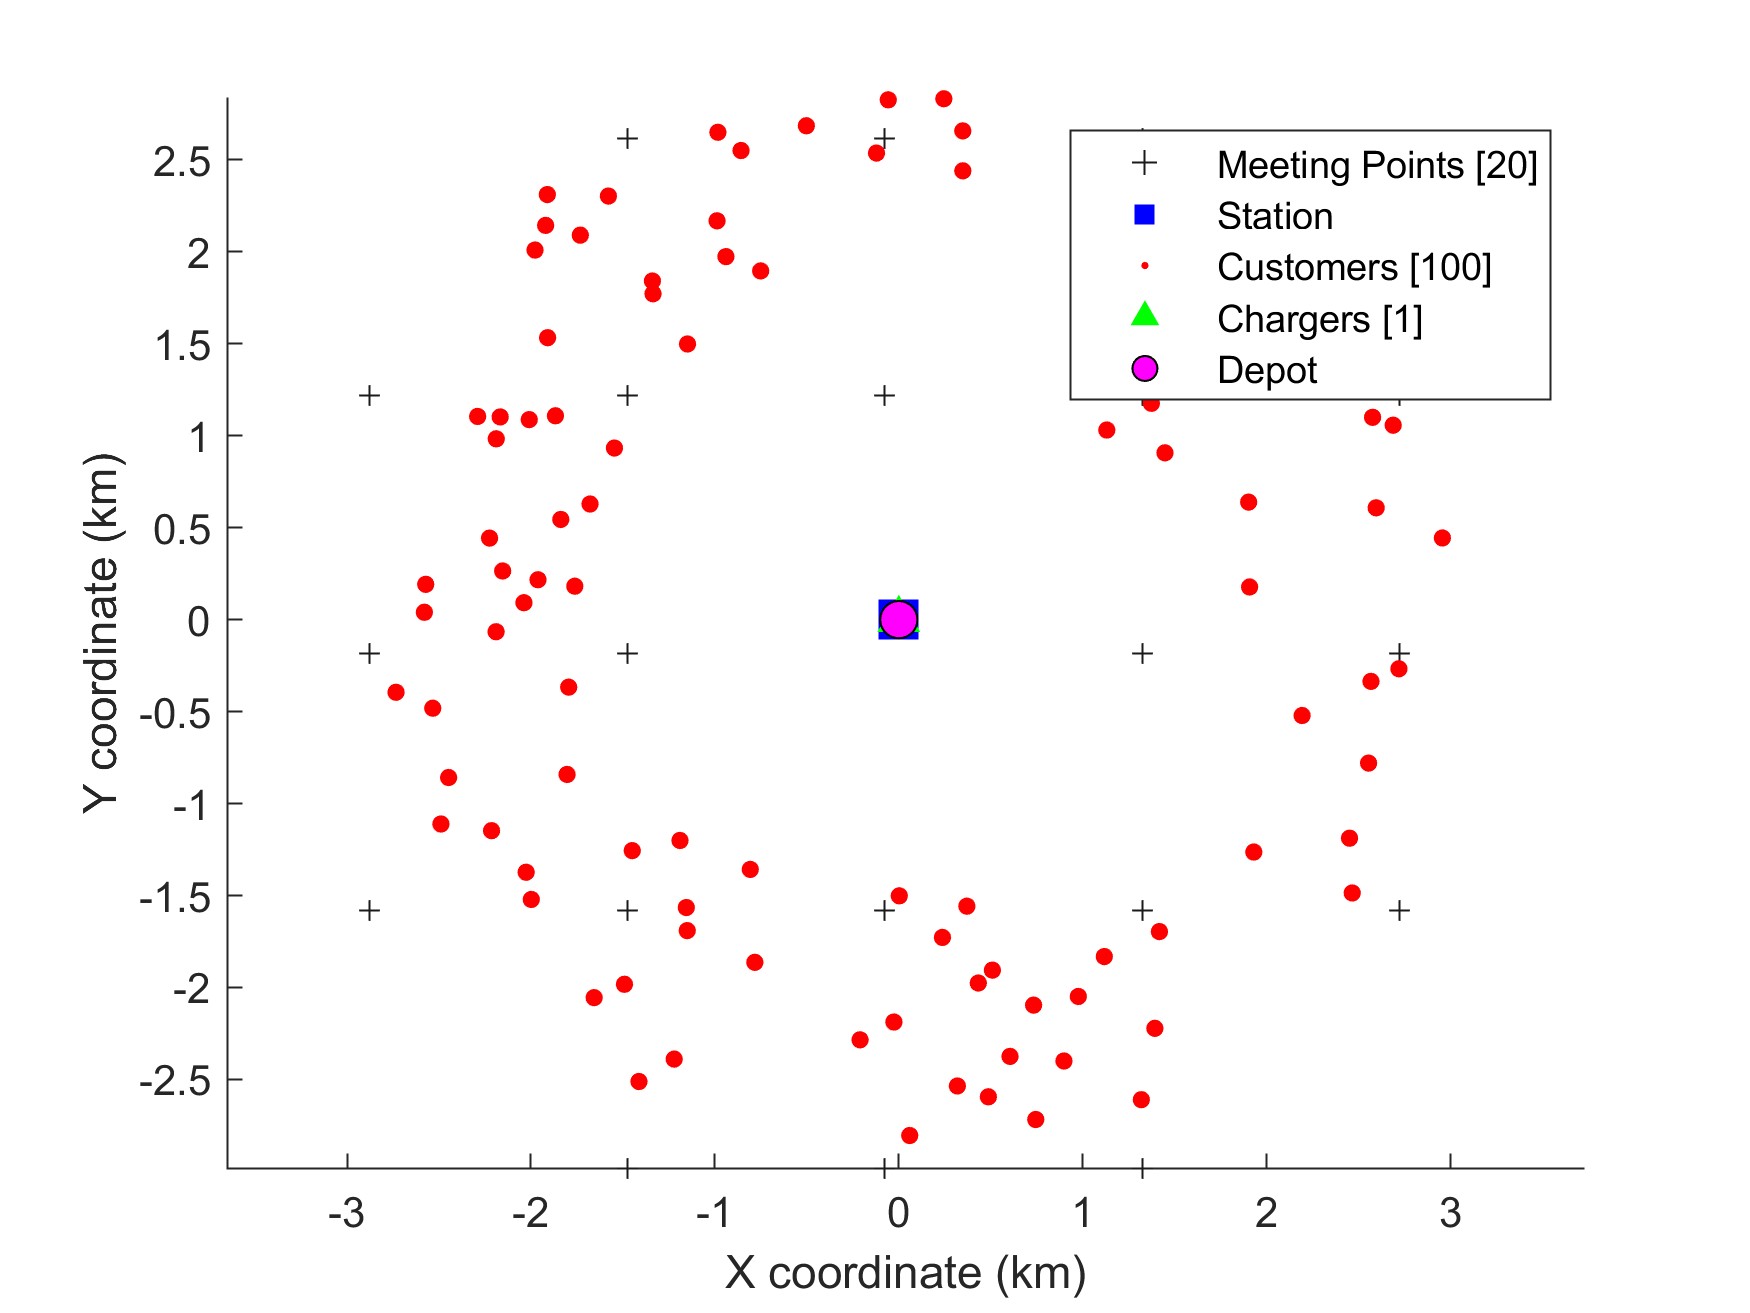 2.5
2
1.5
1
0.5
0
-0.5
-1
-1.5
-2
-2.5
Y coordinate (km)
-3 -2 -1 0 1 2 3
X coordinate (km)
Meeting Points [20]
Station
Customers [100]
Chargers [1]
Depot